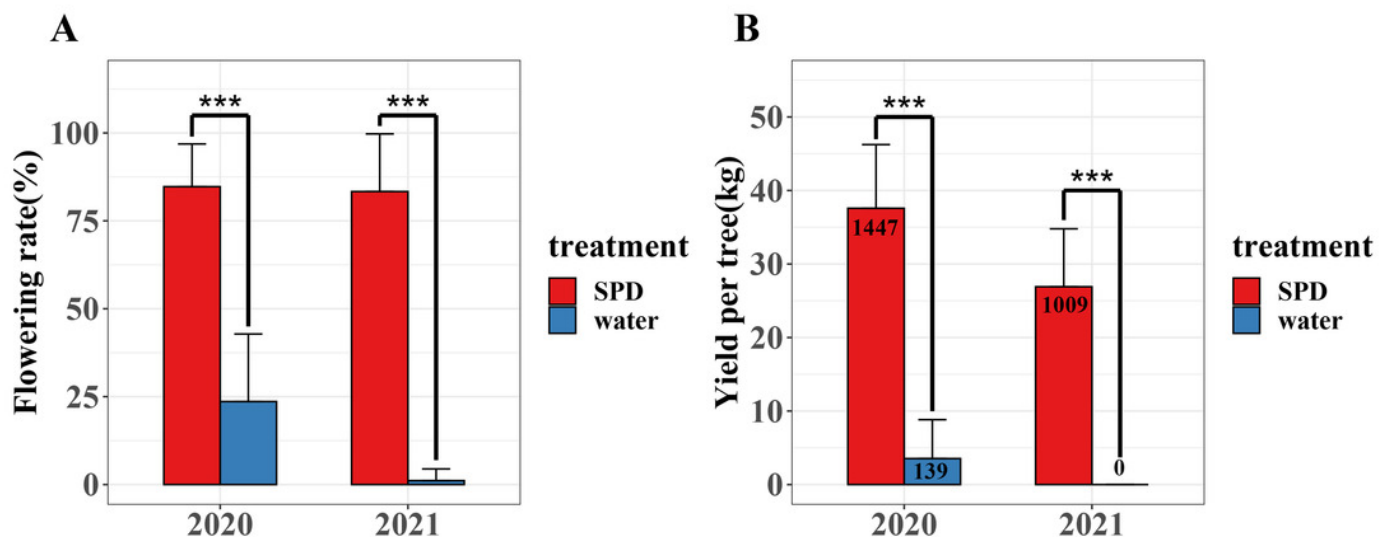 A
Flowering rate(%)
100
75
50
25
0
***
***
2020
2021
treatment
SPD
water
B
Yield per tree(kg)
50
40
30
20
10
0
***
***
1447
139
1009
0
2020
2021
treatment
SPD
water